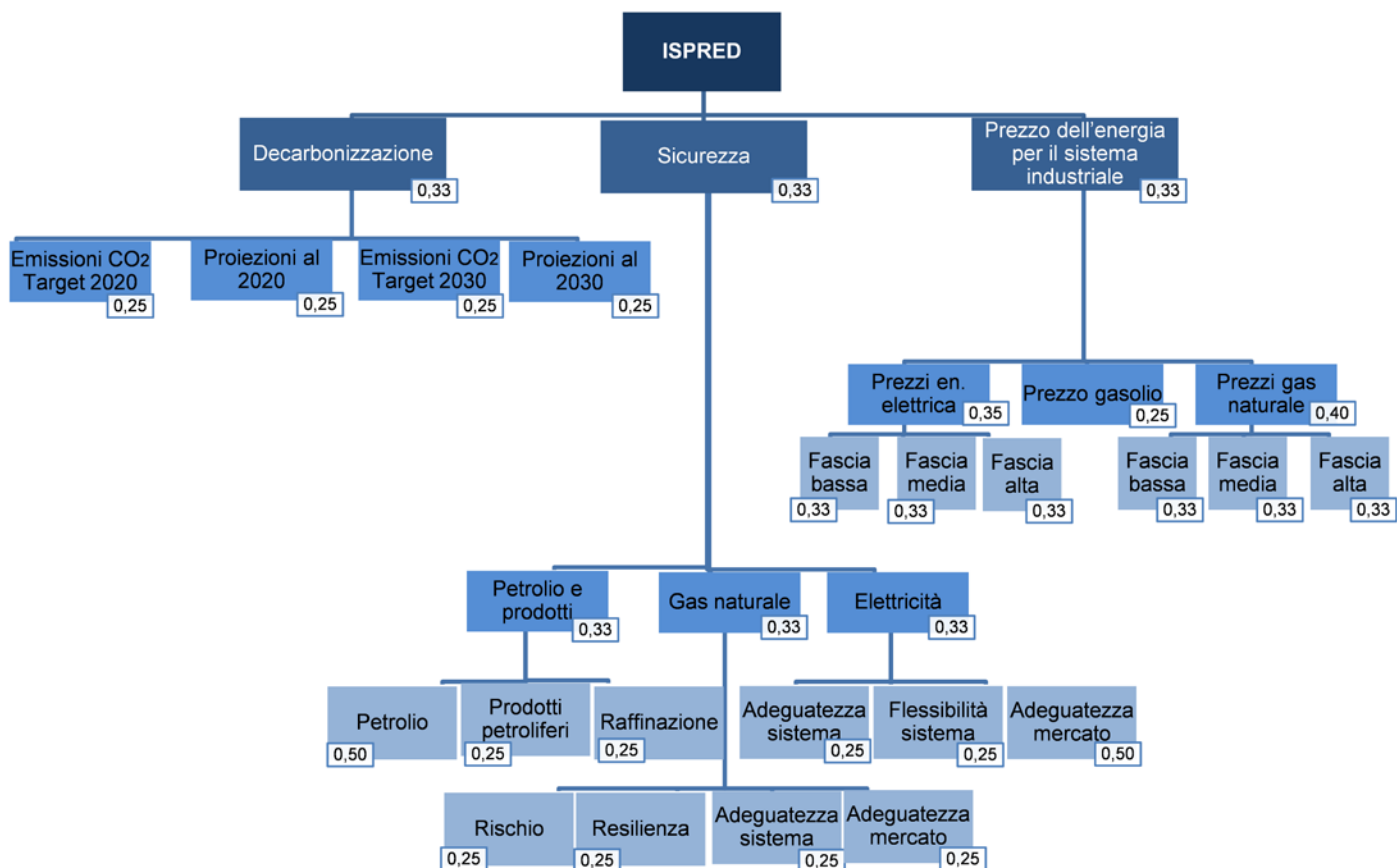 ISPRED
Decarbonizzazione
0,33
Sicurezza
0,33
Prezzo dell'energia
per il sistema
industriale
0,33
Emissioni CO2
Target 2020
0,25
Proiezioni al
2020
0,25
Emissioni CO2
Target 2030
0,25
Proiezioni al
2030
0,25
Prezzi en.
elettrica
0,35
Prezzo gasolio
0,25
Prezzi gas
naturale
0,40
Fascia
bassa
0,33
Fascia
media
0,33
Fascia
alta
0,33
Fascia
bassa
0,33
Fascia
media
0,33
Fascia
alta
0,33
Petrolio e
prodotti
0,33
Gas naturale
0,33
Elettricità
0,33
Petrolio
0,50
Prodotti
petroliferi
0,25
Raffinazione
0,25
Adeguatezza
sistema
0,25
Flessibilità
sistema
0,25
Adeguatezza
mercato
0,50
Rischio
0,25
Resilienza
0,25
Adeguatezza
sistema
0,25
Adeguatezza
mercato
0,25